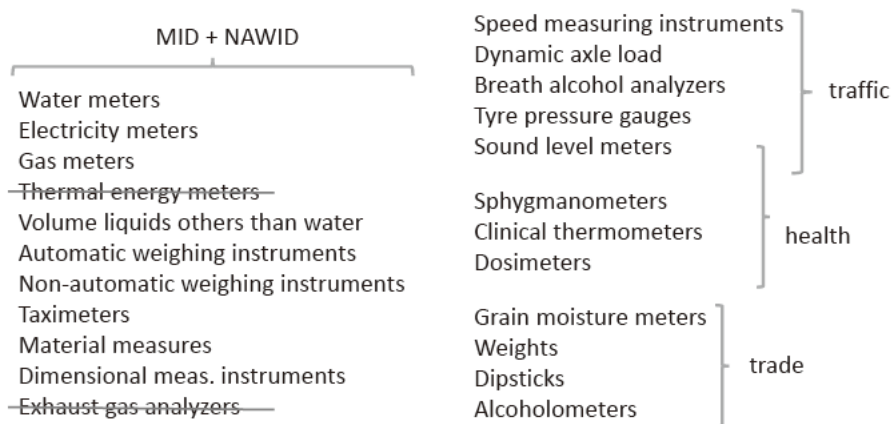 MID + NAWID
Water meters
Electricity meters
Gas meters
Thermal energy meters
Volume liquids others than water
Automatic weighing instruments
Non-automatic weighing instruments
Taximeters
Material measures
Dimensional meas. instruments
Exhaust gas analyzers
Speed measuring instruments
Dynamic axle load
Breath alcohol analyzers
Tyre pressure gauges
Sound level meters
traffic
Sphygmanometers
Clinical thermometers
Dosimeters
health
Grain moisture meters
Weights
Dipsticks
Alcoholometers
trade